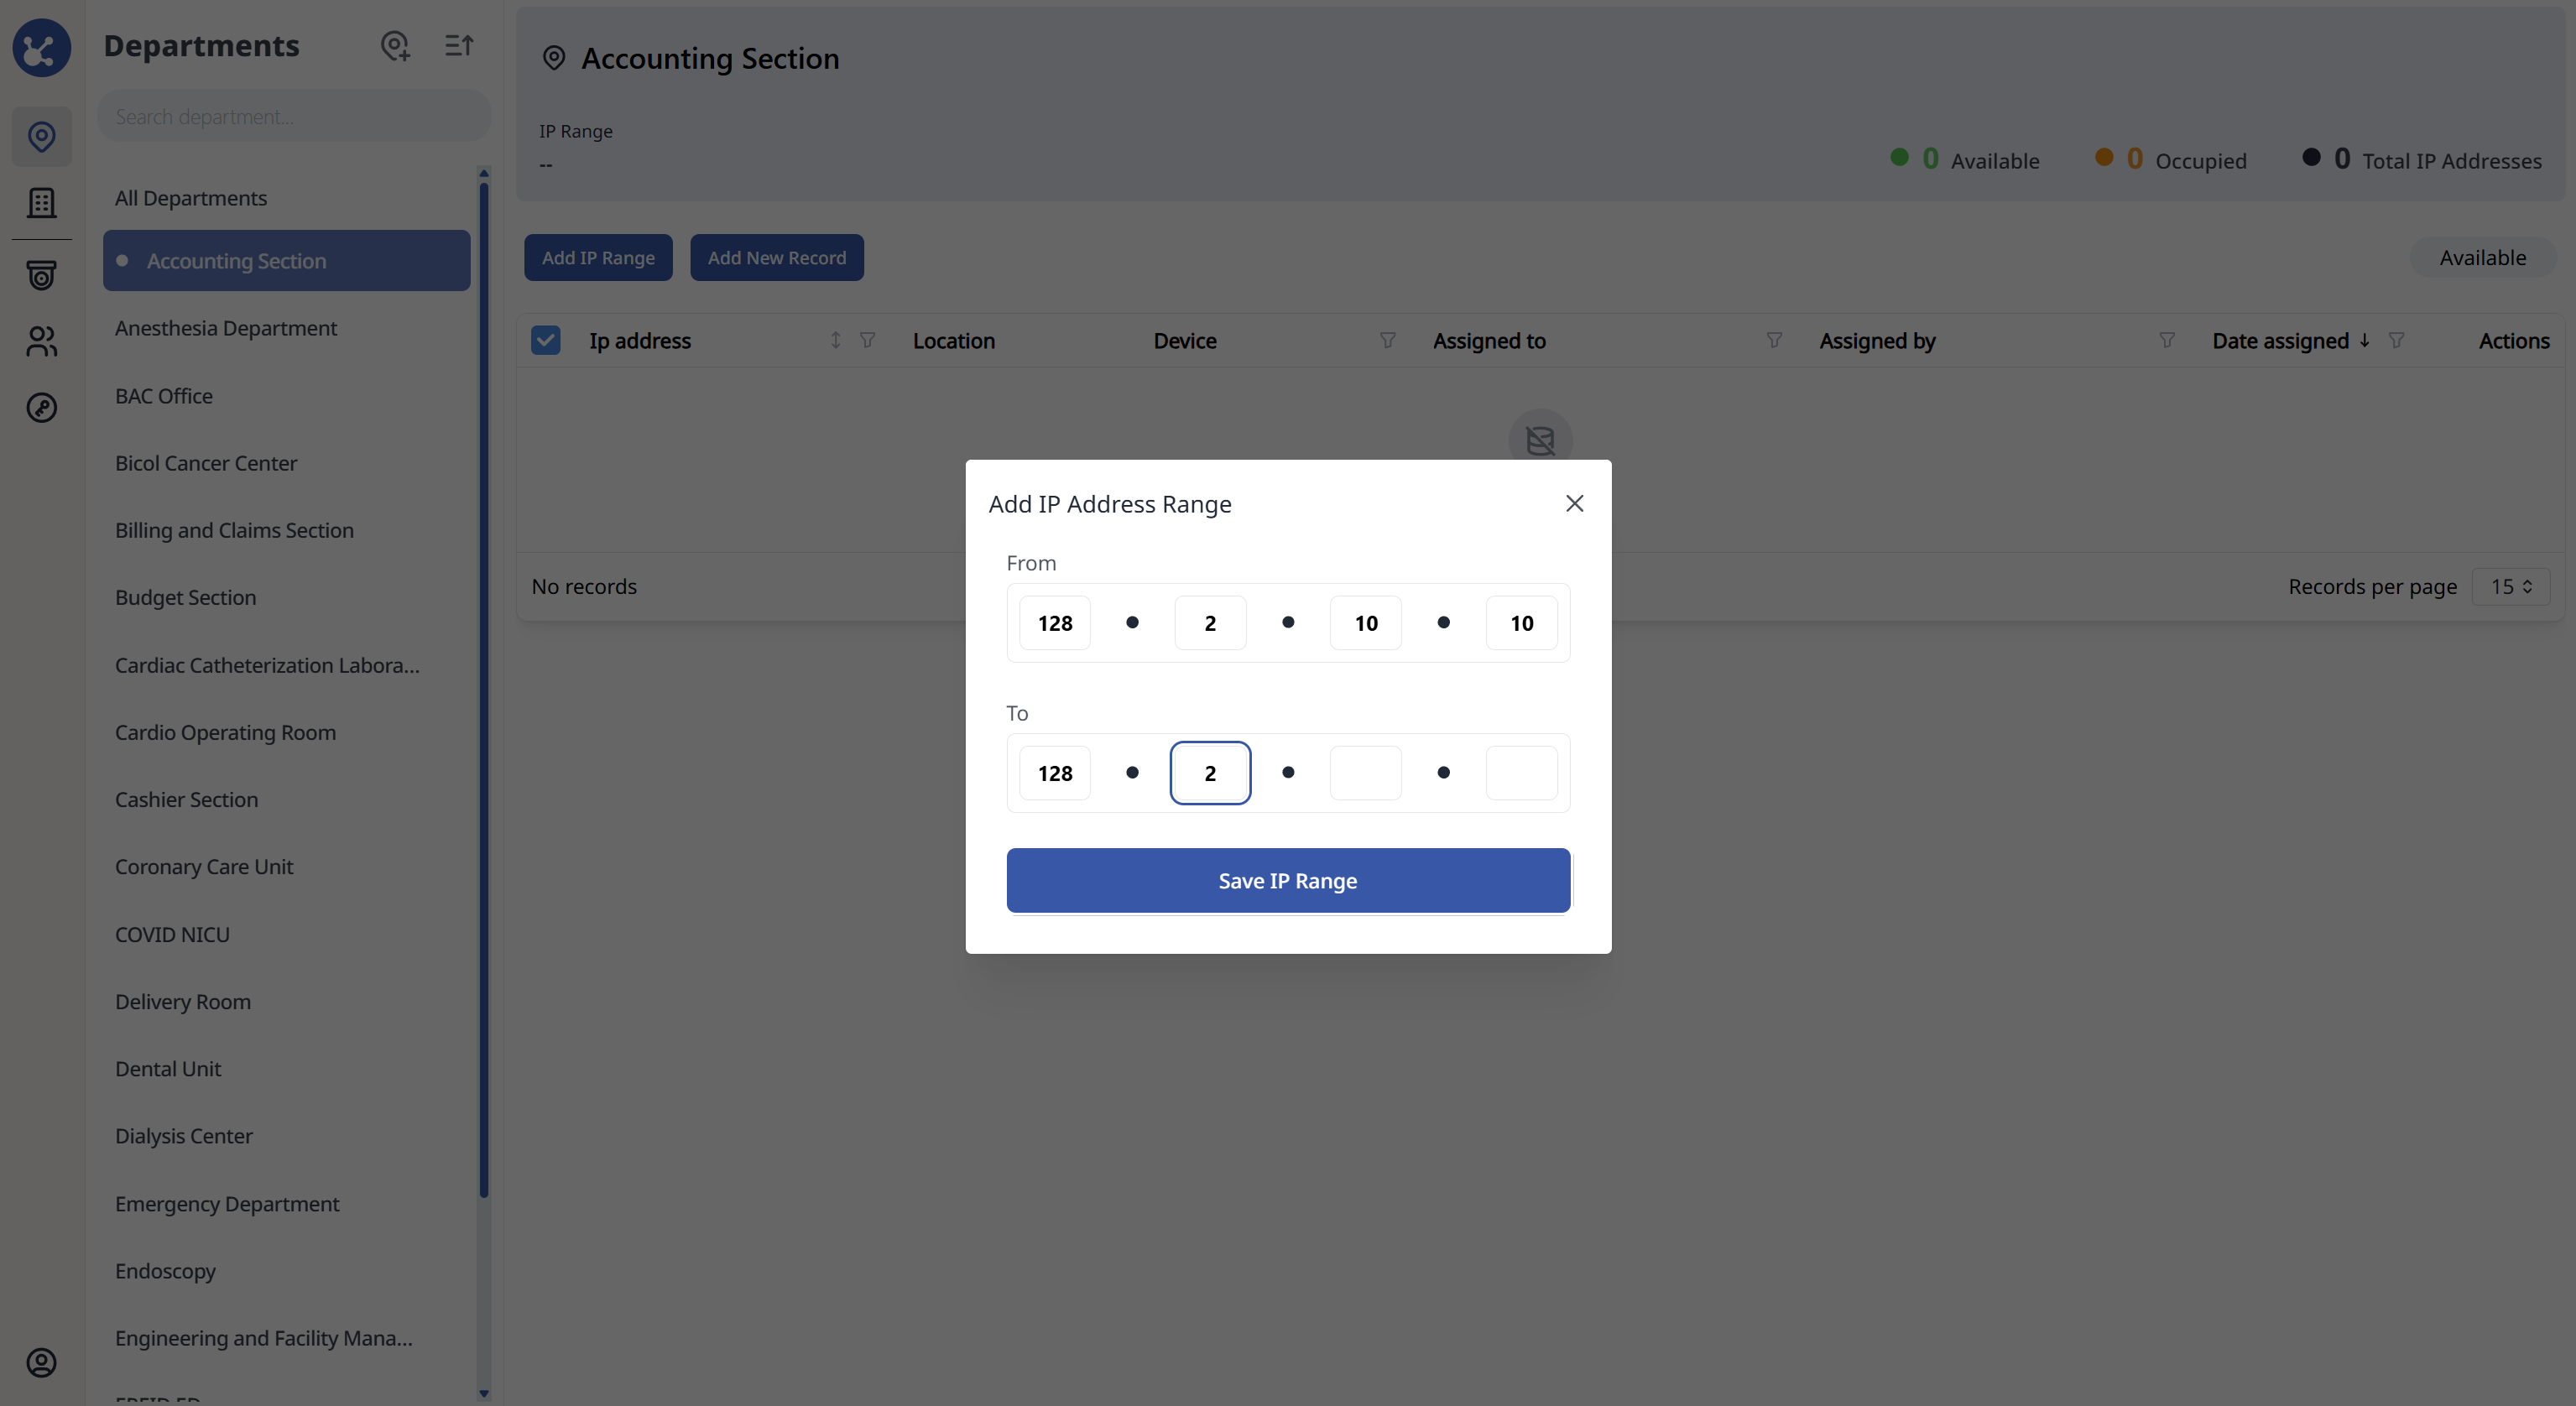 Departments
Search department...
All Departments
Accounting Section
Anesthesia Department
BAC Office
Bicol Cancer Center
Billing and Claims Section
Budget Section
Cardiac Catheterization Labora...
Cardio Operating Room
Cashier Section
Coronary Care Unit
COVID NICU
Delivery Room
Dental Unit
Dialysis Center
Emergency Department
Endoscopy
Engineering and Facility Mana...
Accounting Section
IP Range
--
0 Available 0 Occupied 0 Total IP Addresses
Add IP Range Add New Record Available
Ip address Location Device Assigned to Assigned by Date assigned Actions
No records Records per page 15
Add IP Address Range
From
128 • 2 • 10 • 10
To
128 • 2 • •
Save IP Range